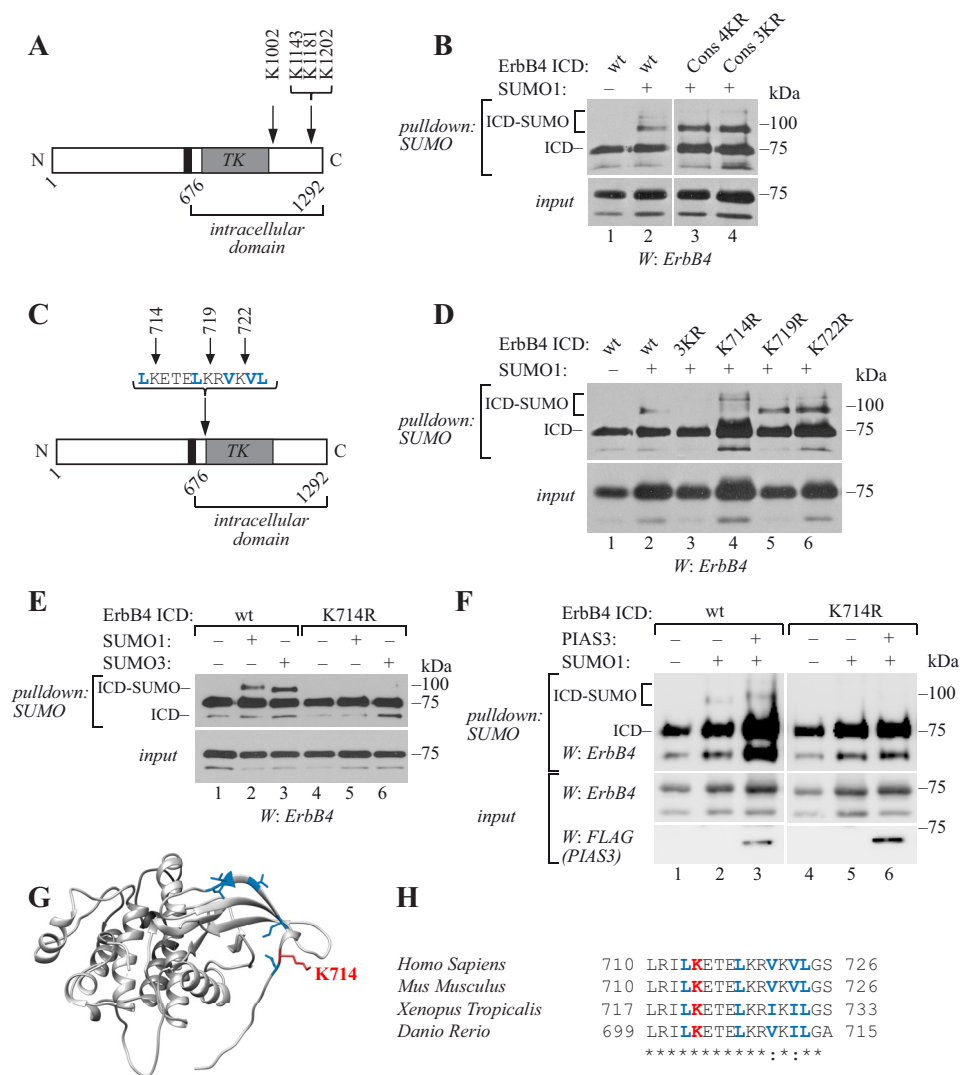 A
K1002
K1143
K1181
K1202
N
TK
C
1
676
1292
intracellular
domain
B
ErbB4 ICD: wt wt Cons 4KR Cons 3KR
SUMO1: – + + +
kDa
pulldown:
SUMO
ICD-SUMO
–100
ICD–
–75
input
–75
1 2 3 4
W: ErbB4
C
714 719 722
LKETELKRVKVL
N
TK
C
1
676
1292
intracellular
domain
D
ErbB4 ICD: wt wt 3KR K714R K719R K722R
SUMO1: – + + + + +
kDa
pulldown:
SUMO
ICD-SUMO
–100
ICD–
–75
input
–75
1 2 3 4 5 6
W: ErbB4
E
ErbB4 ICD: wt K714R
SUMO1: – + – – + –
SUMO3: – – + – – +
kDa
pulldown:
SUMO
ICD-SUMO–
–100
–75
ICD–
input
–75
1 2 3 4 5 6
W: ErbB4
F
ErbB4 ICD: wt K714R
PIAS3: – – + – – +
SUMO1: – + + – + +
kDa
pulldown:
SUMO
ICD-SUMO
–100
ICD–
–75
W: ErbB4
input
W: ErbB4
–75
W: FLAG
(PIAS3)
–75
1 2 3 4 5 6
G
K714
H
Homo Sapiens 710 LRILKETELKRVKVLGS 726
Mus Musculus 710 LRILKETELKRVKVLGS 726
Xenopus Tropicalis 717 LRILKETELKRIKILGS 733
Danio Rerio 699 LRILKETELKRVKILGA 715
***********:*:**